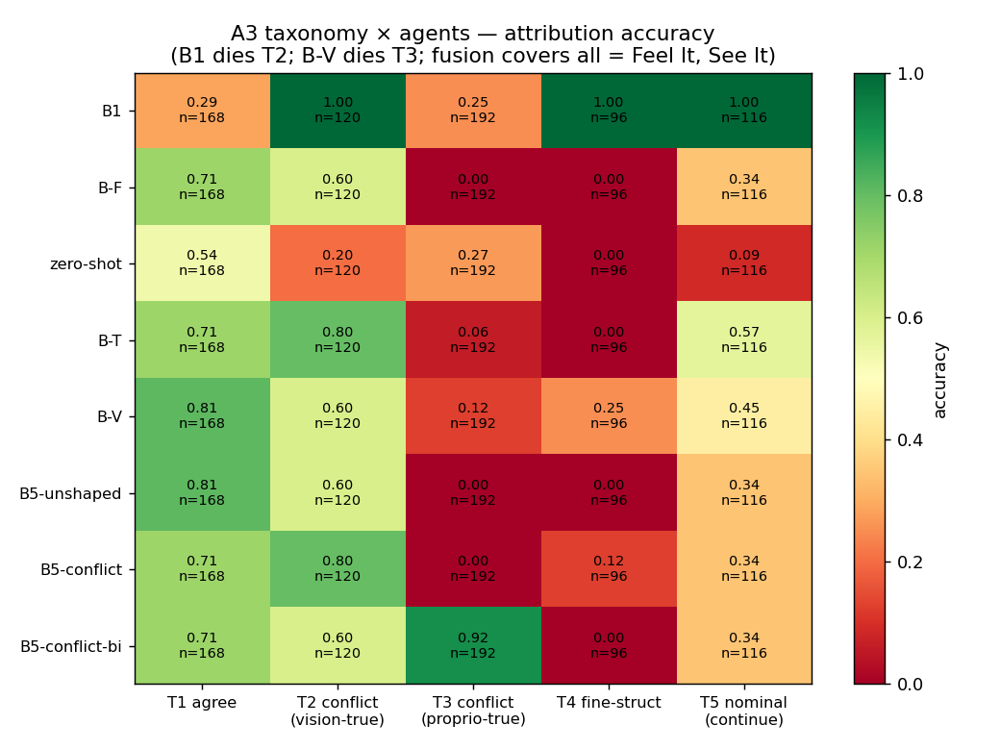 A3 taxonomy × agents — attribution accuracy
(B1 dies T2; B-V dies T3; fusion covers all = Feel It, See It)
B1
0.29 1.00 0.25 1.00 1.00
n=168 n=120 n=192 n=96 n=116
B-F
0.71 0.60 0.00 0.00 0.34
n=168 n=120 n=192 n=96 n=116
zero-shot
0.54 0.20 0.27 0.00 0.09
n=168 n=120 n=192 n=96 n=116
B-T
0.71 0.80 0.06 0.00 0.57
n=168 n=120 n=192 n=96 n=116
B-V
0.81 0.60 0.12 0.25 0.45
n=168 n=120 n=192 n=96 n=116
B5-unshaped
0.81 0.60 0.00 0.00 0.34
n=168 n=120 n=192 n=96 n=116
B5-conflict
0.71 0.80 0.00 0.12 0.34
n=168 n=120 n=192 n=96 n=116
B5-conflict-bi
0.71 0.60 0.92 0.00 0.34
n=168 n=120 n=192 n=96 n=116
T1 agree T2 conflict T3 conflict T4 fine-struct T5 nominal
(vision-true) (proprio-true) (continue)
1.0
0.8
0.6
0.4
0.2
0.0
accuracy